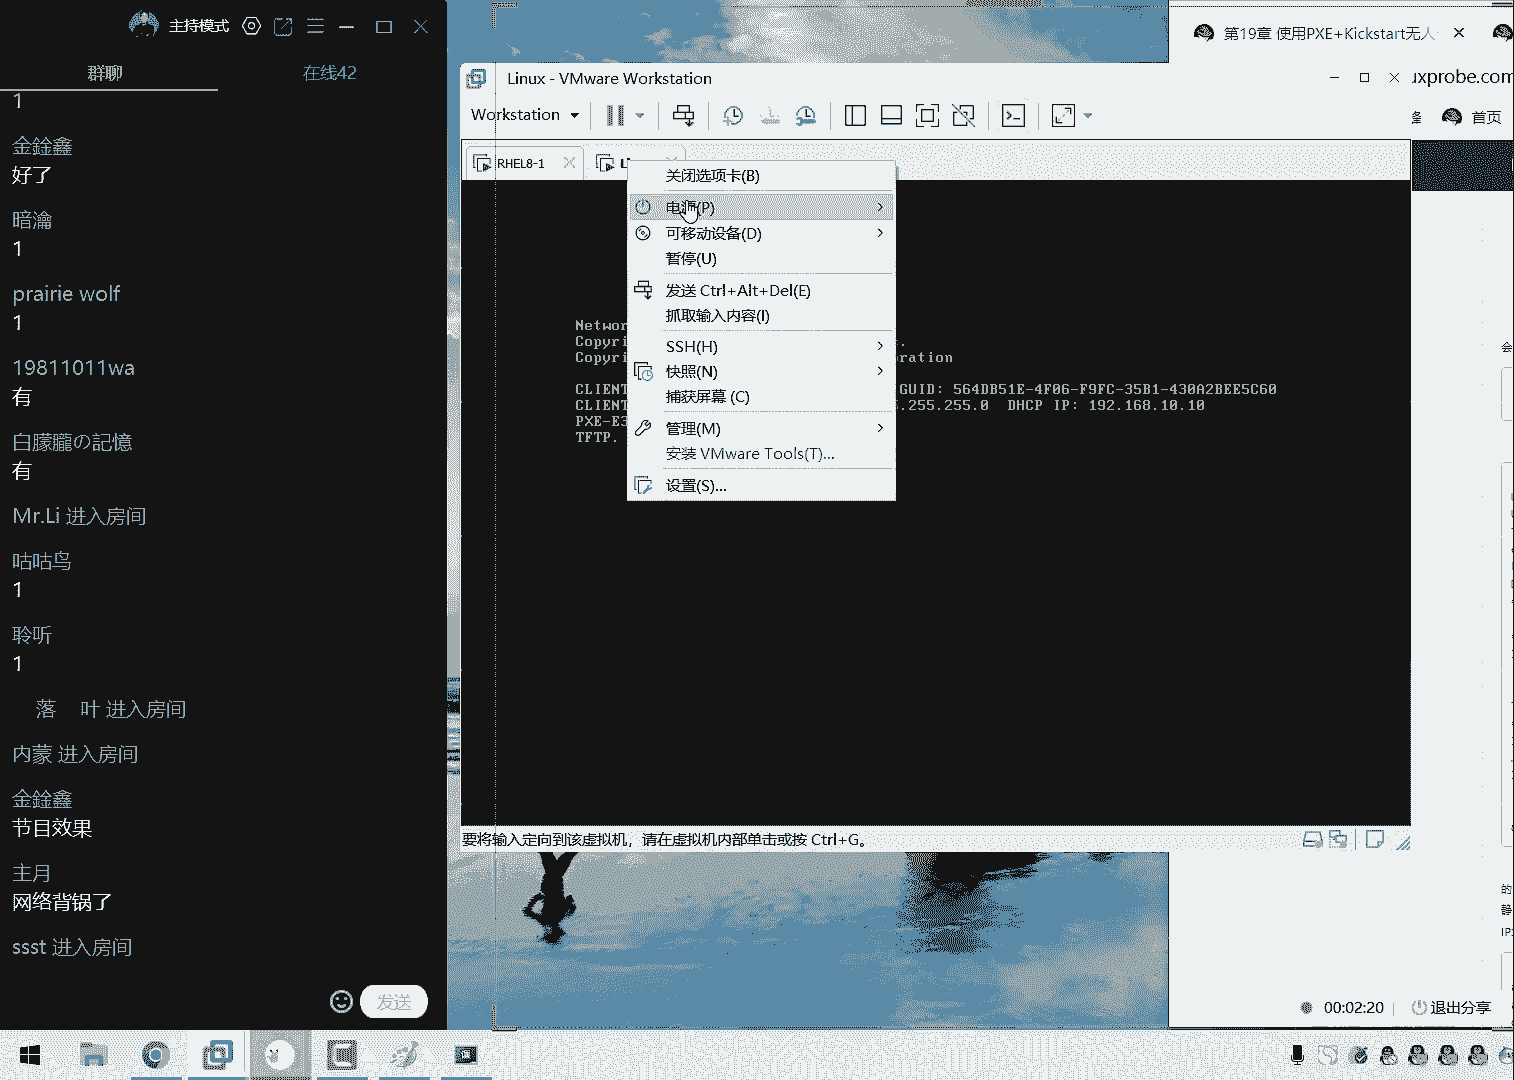 主持模式
群聊
在线42
1
金銓鑫
好了
暗瀹
1
prairie wolf
1
19811011wa
有
白朦朧の記憶
有
Mr.Li 进入房间
咕咕鸟
1
聆听
1
落 叶 进入房间
内蒙 进入房间
金銓鑫
节目效果
主月
网络背锅了
ssst 进入房间
发送
第19章 使用PXE+Kickstart无人
Linux - VMware Workstation
uxprobe.com
Workstation
首页
RHEL8-1
关闭选项卡(B)
电源(P)
可移动设备(D)
暂停(U)
发送 Ctrl+Alt+Del(E)
抓取输入内容(I)
SSH(H)
快照(N)
捕获屏幕 (C)
管理(M)
安装 VMware Tools(T)...
设置(S)...
Networ
Copyri
Copyri ration
CLIENT GUID: 564DB51E-4F06-F9FC-35B1-430A2BEE5C60
CLIENT .255.255.0 DHCP IP: 192.168.10.10
PXE-E3
TFTP.
要将输入定向到该虚拟机，请在虚拟机内部单击或按 Ctrl+G。
会
的
静
00:02:20
退出分享